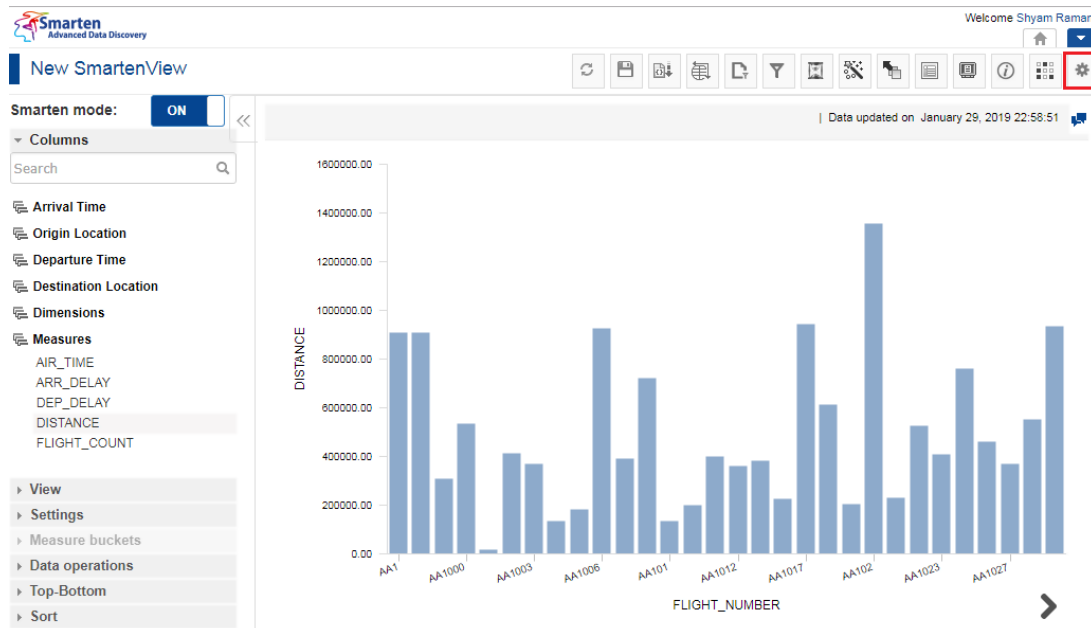 Smarten
Advanced Data Discovery
Welcome Shyam Raman
New SmartenView
Smarten mode:
ON
Columns
Search
| Data updated on January 29, 2019 22:58:51
Arrival Time
Origin Location
Departure Time
Destination Location
Dimensions
Measures
AIR_TIME
ARR_DELAY
DEP_DELAY
DISTANCE
FLIGHT_COUNT
View
Settings
Measure buckets
Data operations
Top-Bottom
Sort
DISTANCE
1600000.00
1400000.00
1200000.00
1000000.00
800000.00
600000.00
400000.00
200000.00
0.00
AA1
AA1000
AA1003
AA1006
AA101
AA1012
AA1017
AA102
AA1023
AA1027
FLIGHT_NUMBER